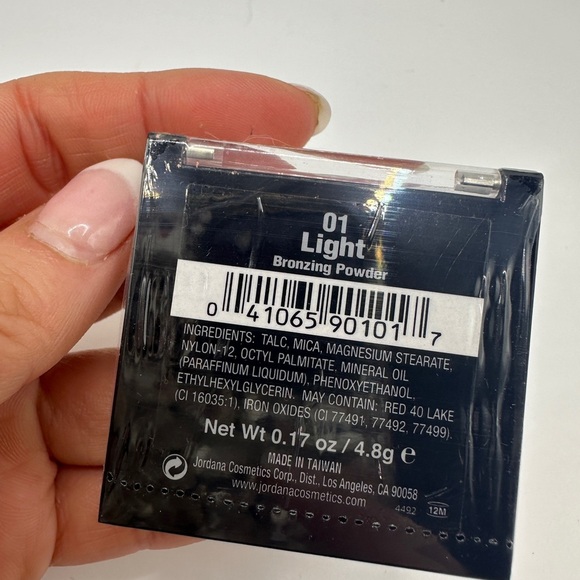 01
Light
Bronzing Powder
0 41065 90101 7
INGREDIENTS: TALC, MICA, MAGNESIUM STEARATE,
NYLON-12, OCTYL PALMITATE, MINERAL OIL
(PARAFFINUM LIQUIDUM), PHENOXYETHANOL,
ETHYLHEXYLGLYCERIN. MAY CONTAIN: RED 40 LAKE
(CI 16035:1), IRON OXIDES (CI 77491, 77492, 77499).
Net Wt 0.17 oz / 4.8g e
MADE IN TAIWAN
Jordana Cosmetics Corp., Dist. Los Angeles, CA 90058
www.jordanacosmetics.com
4492 12M